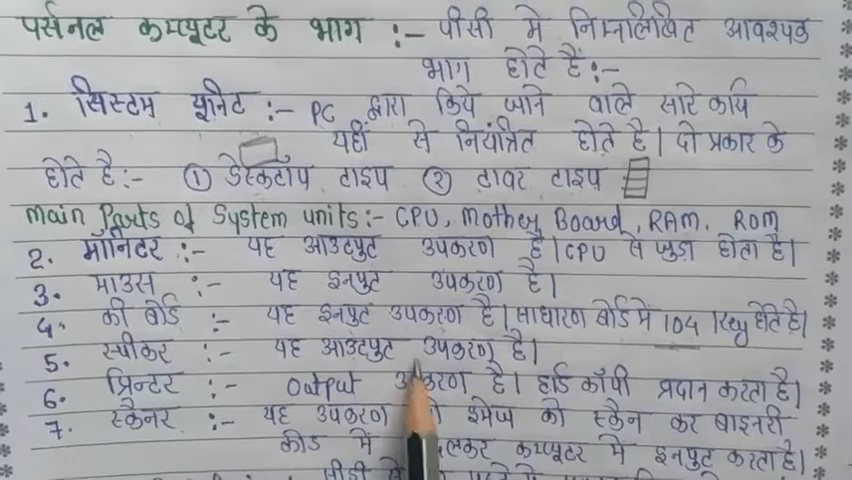 पर्सनल कम्प्यूटर के भाग :- पीसी मे निम्नलिखित आवश्यक
भाग होते हैं:-
1. सिस्टम यूनिट :- PC द्वारा किये जाने वाले सारे कार्य
यहीं से नियंत्रित होते है। दो प्रकार के
होते है:- ① डेस्कटॉप टाइप ② टावर टाइप
Main Parts of System units:- CPU, Mother Board, RAM, ROM
2. मॉनिटर :- यह आउटपुट उपकरण है।CPU से जुड़ा होता है।
3. माउस :- यह इनपुट उपकरण है।
4. की बोर्ड :- यह इनपुट उपकरण है।साधारण बोर्ड में 104 Key होते है।
5. स्पीकर :- यह आउटपुट उपकरण है।
6. प्रिन्टर :- Output उपकरण है। हार्ड कॉपी प्रदान करता है।
7. स्कैनर :- यह उपकरण इमेज को स्कैन कर बाइनरी
कोड में कम्प्यूटर में इनपुट करता है।